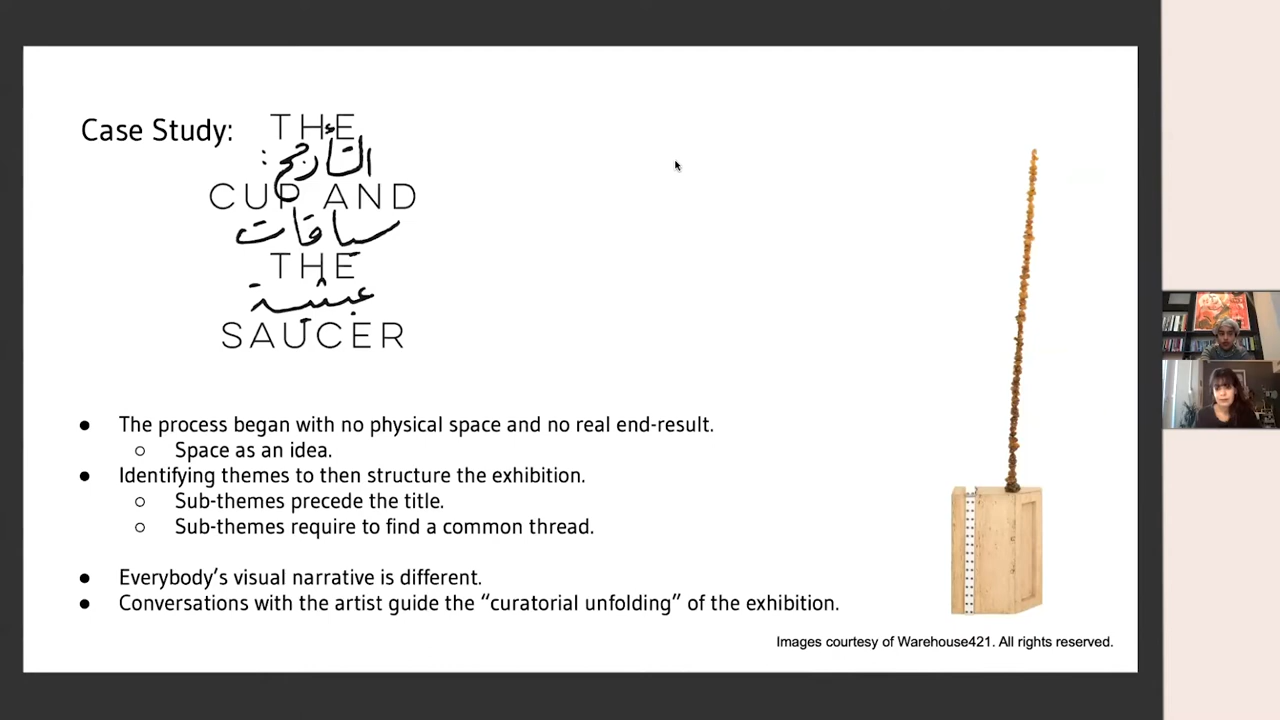 Case Study:
THE
التأرجح:
CUP AND
سياقات
THE
عبثية
SAUCER
● The process began with no physical space and no real end-result.
○ Space as an idea.
● Identifying themes to then structure the exhibition.
○ Sub-themes precede the title.
○ Sub-themes require to find a common thread.
● Everybody’s visual narrative is different.
● Conversations with the artist guide the “curatorial unfolding” of the exhibition.
Images courtesy of Warehouse421. All rights reserved.